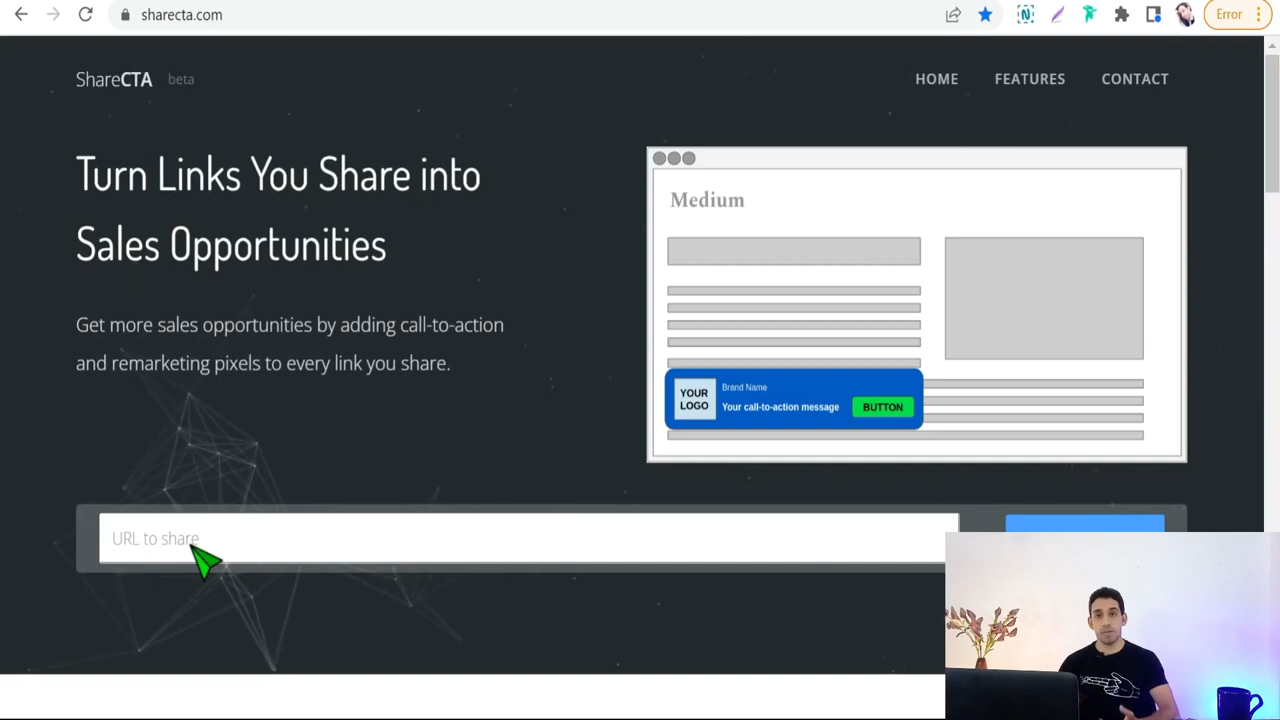 sharecta.com
Error
ShareCTA beta
HOME FEATURES CONTACT
Turn Links You Share into
Sales Opportunities
Get more sales opportunities by adding call-to-action
and remarketing pixels to every link you share.
Medium
YOUR
LOGO
Brand Name
Your call-to-action message
BUTTON
URL to share